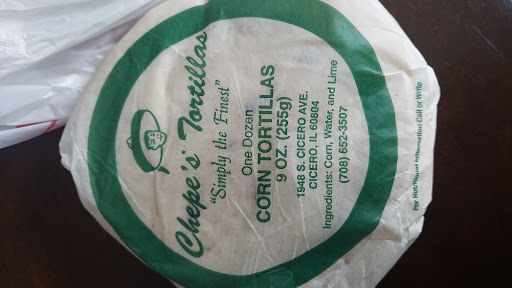 Chepe's Tortillas
"Simply the Finest"
One Dozen
CORN TORTILLAS
9 OZ. (255g)
1948 S. CICERO AVE.
CICERO, IL 60804
Ingredients: Corn, Water, and Lime
(708) 652-3507
For Nutritional Information Call or Write